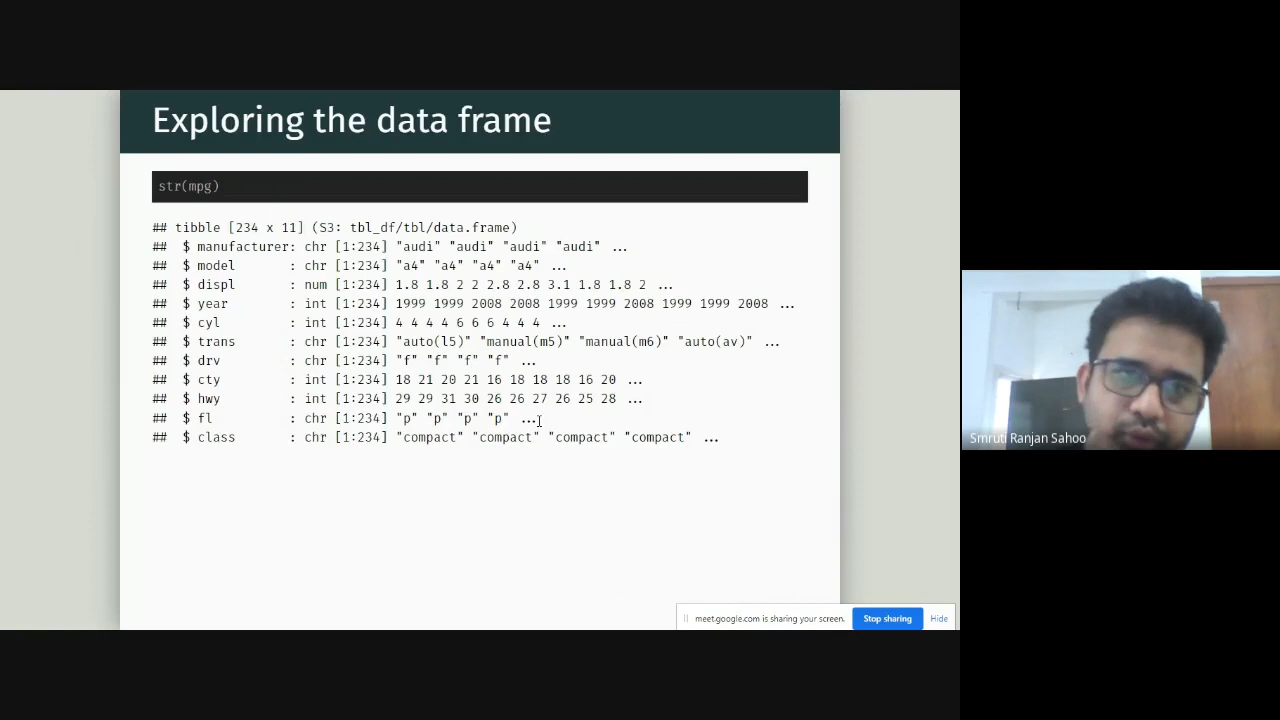 Exploring the data frame
str(mpg)
## tibble [234 x 11] (S3: tbl_df/tbl/data.frame)
##  $ manufacturer: chr [1:234] "audi" "audi" "audi" "audi" ...
##  $ model       : chr [1:234] "a4" "a4" "a4" "a4" ...
##  $ displ       : num [1:234] 1.8 1.8 2 2 2.8 2.8 3.1 1.8 1.8 2 ...
##  $ year        : int [1:234] 1999 1999 2008 2008 1999 1999 2008 1999 1999 2008 ...
##  $ cyl         : int [1:234] 4 4 4 4 6 6 6 4 4 4 ...
##  $ trans       : chr [1:234] "auto(l5)" "manual(m5)" "manual(m6)" "auto(av)" ...
##  $ drv         : chr [1:234] "f" "f" "f" "f" ...
##  $ cty         : int [1:234] 18 21 20 21 16 18 18 18 16 20 ...
##  $ hwy         : int [1:234] 29 29 31 30 26 26 27 26 25 28 ...
##  $ fl          : chr [1:234] "p" "p" "p" "p" ...
##  $ class       : chr [1:234] "compact" "compact" "compact" "compact" ...
Smruti Ranjan Sahoo
meet.google.com is sharing your screen. Stop sharing Hide